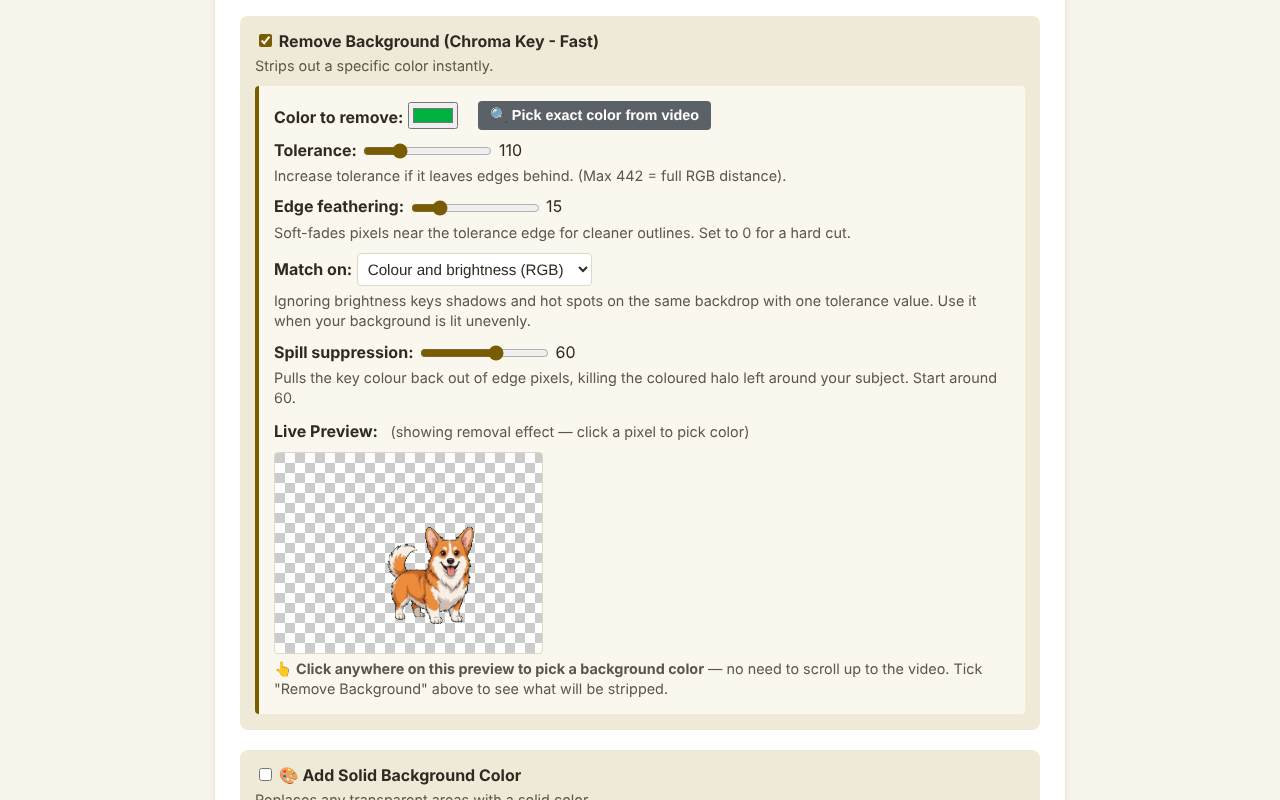 Remove Background (Chroma Key - Fast)
Strips out a specific color instantly.
Color to remove:
🔍 Pick exact color from video
Tolerance: 110
Increase tolerance if it leaves edges behind. (Max 442 = full RGB distance).
Edge feathering: 15
Soft-fades pixels near the tolerance edge for cleaner outlines. Set to 0 for a hard cut.
Match on: Colour and brightness (RGB)
Ignoring brightness keys shadows and hot spots on the same backdrop with one tolerance value. Use it
when your background is lit unevenly.
Spill suppression: 60
Pulls the key colour back out of edge pixels, killing the coloured halo left around your subject. Start around
60.
Live Preview: (showing removal effect — click a pixel to pick color)
👆 Click anywhere on this preview to pick a background color — no need to scroll up to the video. Tick
"Remove Background" above to see what will be stripped.
🎨 Add Solid Background Color
Replaces any transparent areas with a solid color.